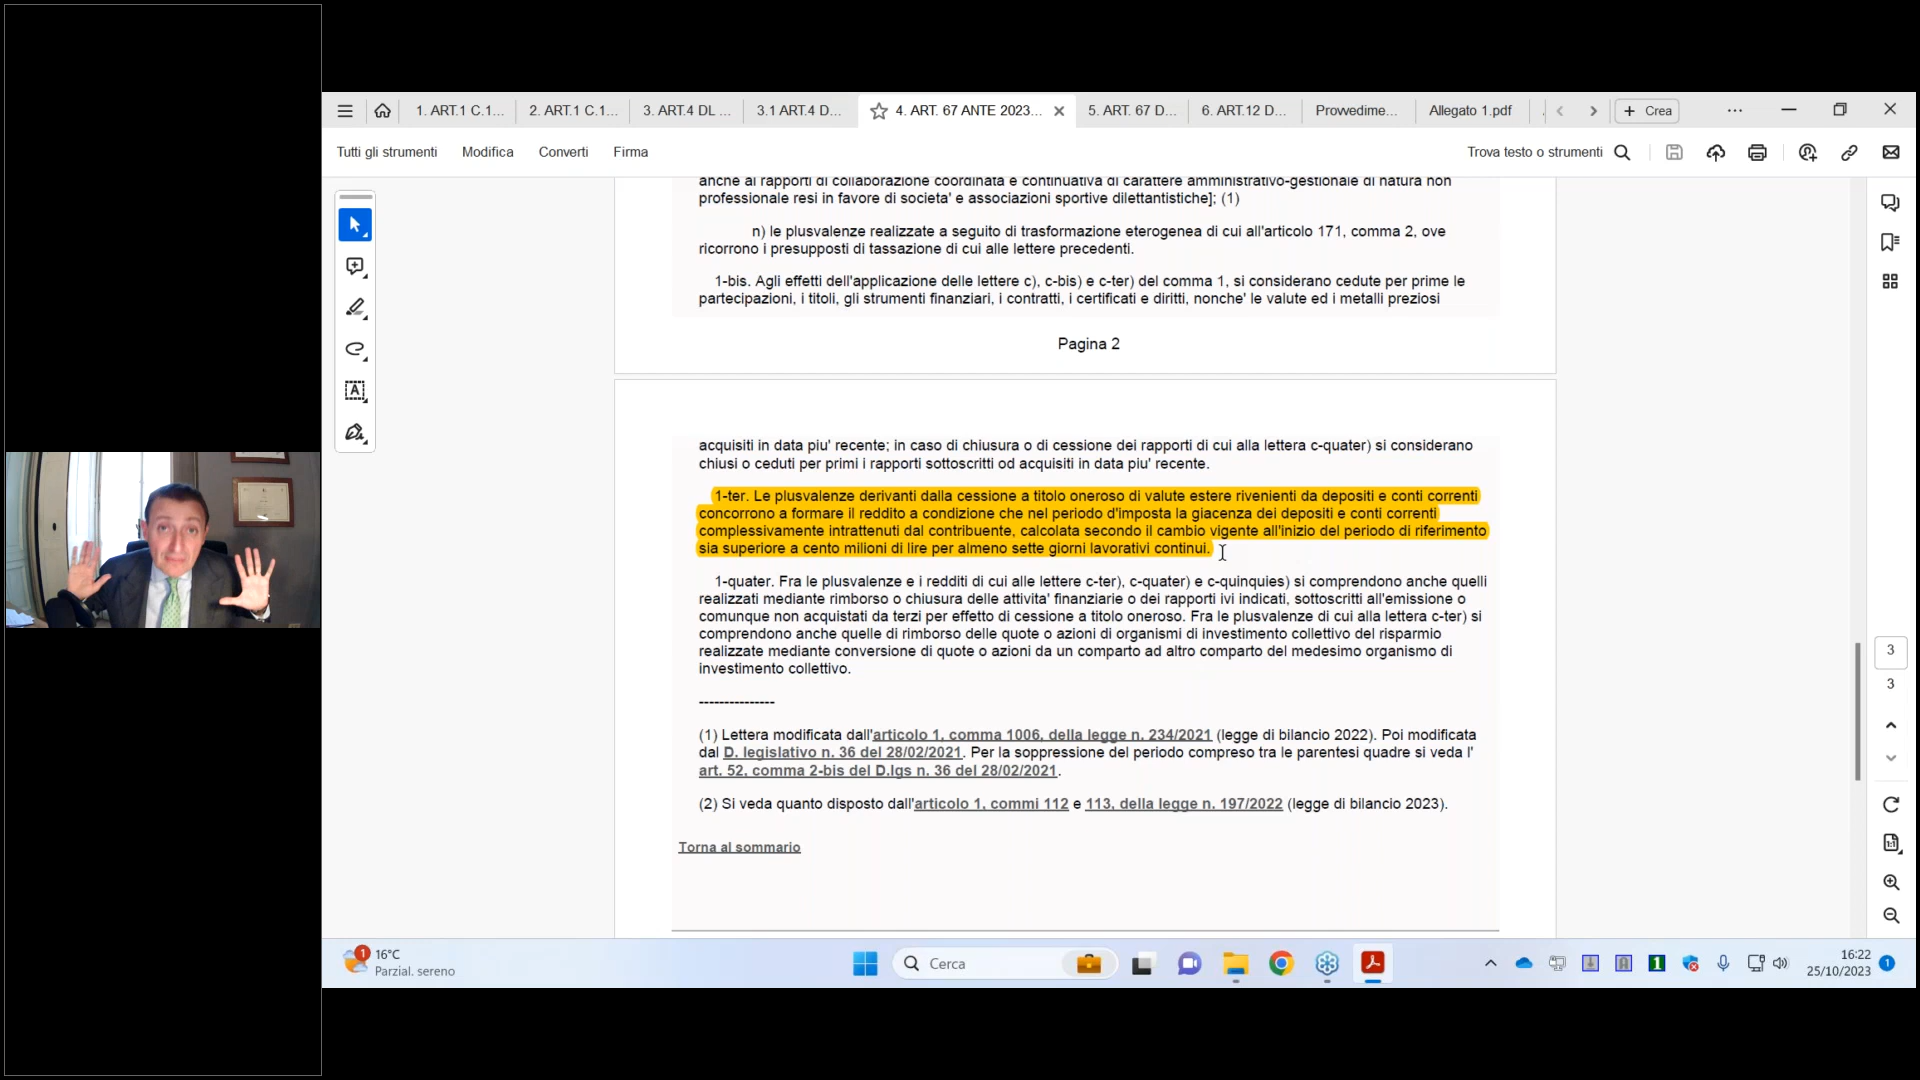 1. ART.1 C.1...
2. ART.1 C.1...
3. ART.4 DL ...
3.1 ART.4 D...
4. ART. 67 ANTE 2023...
5. ART. 67 D...
6. ART.12 D...
Provvedime...
Allegato 1.pdf
Crea
Tutti gli strumenti
Modifica
Converti
Firma
Trova testo o strumenti
anche ai rapporti di collaborazione coordinata e continuativa di carattere amministrativo-gestionale di natura non
professionale resi in favore di societa' e associazioni sportive dilettantistiche]; (1)
n) le plusvalenze realizzate a seguito di trasformazione eterogenea di cui all'articolo 171, comma 2, ove
ricorrono i presupposti di tassazione di cui alle lettere precedenti.
1-bis. Agli effetti dell'applicazione delle lettere c), c-bis) e c-ter) del comma 1, si considerano cedute per prime le
partecipazioni, i titoli, gli strumenti finanziari, i contratti, i certificati e diritti, nonche' le valute ed i metalli preziosi
Pagina 2
acquisiti in data piu' recente; in caso di chiusura o di cessione dei rapporti di cui alla lettera c-quater) si considerano
chiusi o ceduti per primi i rapporti sottoscritti od acquisiti in data piu' recente.
1-ter. Le plusvalenze derivanti dalla cessione a titolo oneroso di valute estere rivenienti da depositi e conti correnti
concorrono a formare il reddito a condizione che nel periodo d'imposta la giacenza dei depositi e conti correnti
complessivamente intrattenuti dal contribuente, calcolata secondo il cambio vigente all'inizio del periodo di riferimento
sia superiore a cento milioni di lire per almeno sette giorni lavorativi continui.
1-quater. Fra le plusvalenze e i redditi di cui alle lettere c-ter), c-quater) e c-quinquies) si comprendono anche quelli
realizzati mediante rimborso o chiusura delle attivita' finanziarie o dei rapporti ivi indicati, sottoscritti all'emissione o
comunque non acquistati da terzi per effetto di cessione a titolo oneroso. Fra le plusvalenze di cui alla lettera c-ter) si
comprendono anche quelle di rimborso delle quote o azioni di organismi di investimento collettivo del risparmio
realizzate mediante conversione di quote o azioni da un comparto ad altro comparto del medesimo organismo di
investimento collettivo.
---------------
(1) Lettera modificata dall'articolo 1, comma 1006, della legge n. 234/2021 (legge di bilancio 2022). Poi modificata
dal D. legislativo n. 36 del 28/02/2021. Per la soppressione del periodo compreso tra le parentesi quadre si veda l'
art. 52, comma 2-bis del D.lgs n. 36 del 28/02/2021.
(2) Si veda quanto disposto dall'articolo 1, commi 112 e 113, della legge n. 197/2022 (legge di bilancio 2023).
Torna al sommario
3
3
1
16°C
Parzial. sereno
Cerca
1
16:22
25/10/2023
1